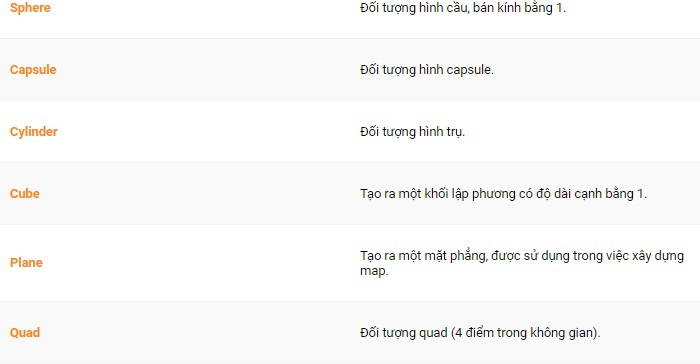 Sphere Đối tượng hình cầu, bán kính bằng 1.
Capsule Đối tượng hình capsule.
Cylinder Đối tượng hình trụ.
Cube Tạo ra một khối lập phương có độ dài cạnh bằng 1.
Plane Tạo ra một mặt phẳng, được sử dụng trong việc xây dựng
map.
Quad Đối tượng quad (4 điểm trong không gian).